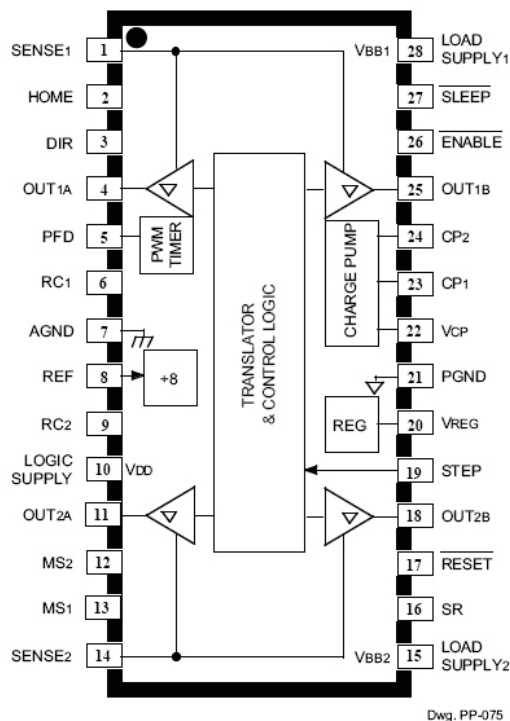 SENSE1 1
HOME 2
DIR 3
OUT1A 4
PFD 5
RC1 6
AGND 7
REF 8
RC2 9
LOGIC
SUPPLY 10 VDD
OUT2A 11
MS2 12
MS1 13
SENSE2 14
PWM
TIMER
÷8
TRANSLATOR
& CONTROL LOGIC
CHARGE PUMP
REG
VBB1 28 LOAD
SUPPLY1
27 SLEEP
26 ENABLE
25 OUT1B
24 CP2
23 CP1
22 VCP
21 PGND
20 VREG
19 STEP
18 OUT2B
17 RESET
16 SR
VBB2 15 LOAD
SUPPLY2
Dwg. PP-075